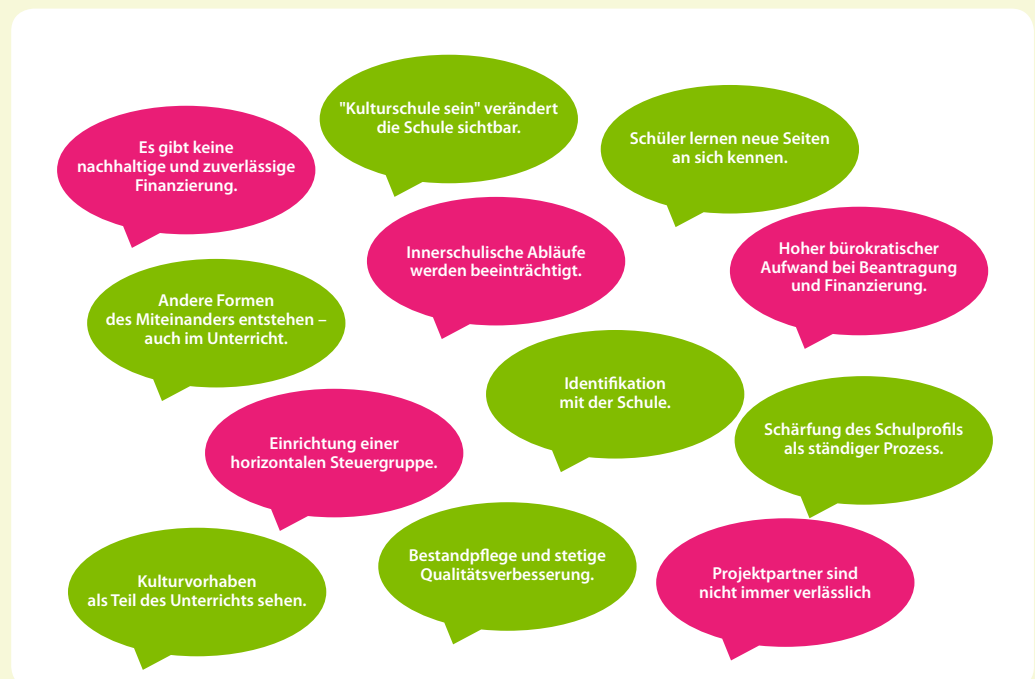 "Kulturschule sein" verändert
die Schule sichtbar.
Es gibt keine
nachhaltige und zuverlässige
Finanzierung.
Schüler lernen neue Seiten
an sich kennen.
Innerschulische Abläufe
werden beeinträchtigt.
Hoher bürokratischer
Aufwand bei Beantragung
und Finanzierung.
Andere Formen
des Miteinanders entstehen –
auch im Unterricht.
Identifikation
mit der Schule.
Schärfung des Schulprofils
als ständiger Prozess.
Einrichtung einer
horizontalen Steuergruppe.
Bestandpflege und stetige
Qualitätsverbesserung.
Projektpartner sind
nicht immer verlässlich
Kulturvorhaben
als Teil des Unterrichts sehen.